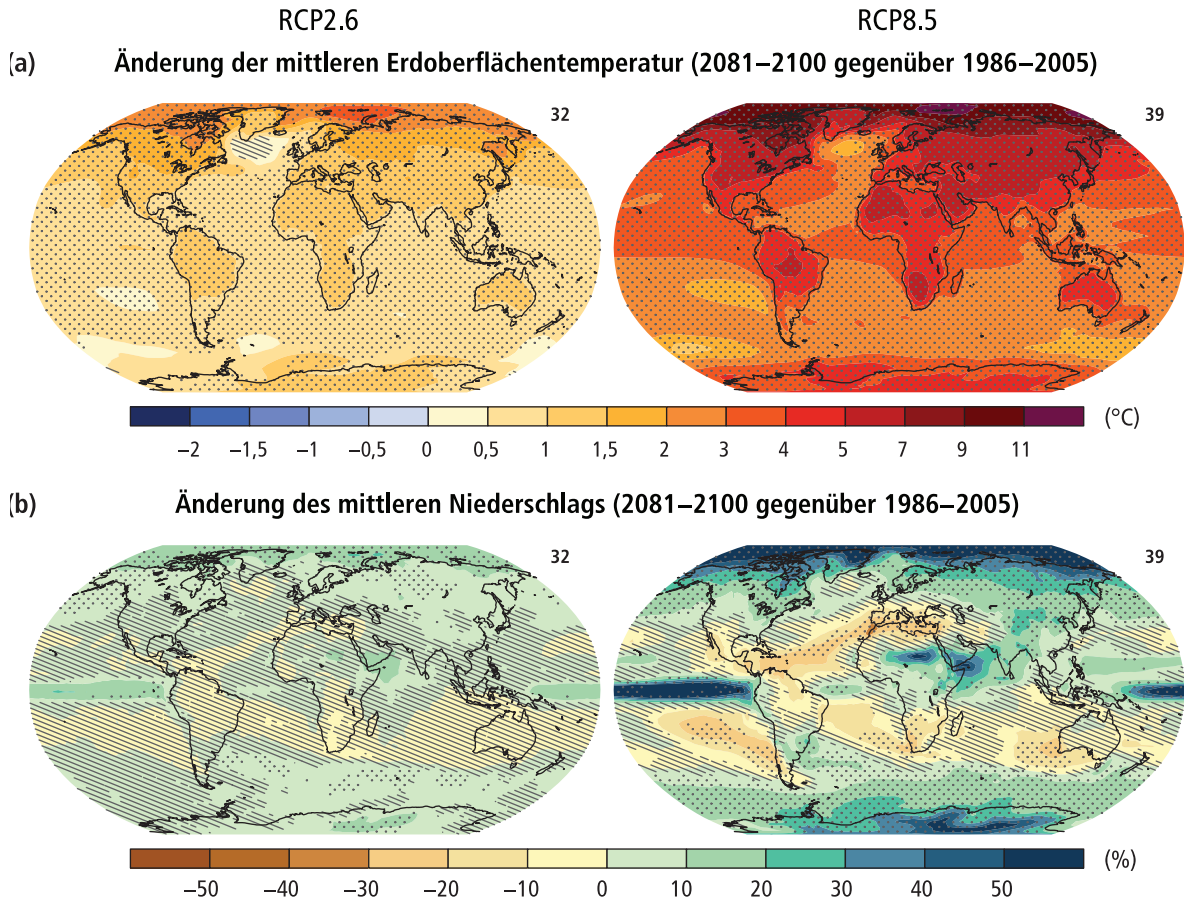 RCP2.6 RCP8.5
(a) Änderung der mittleren Erdoberflächentemperatur (2081–2100 gegenüber 1986–2005)
32 39
−2 −1,5 −1 −0,5 0 0,5 1 1,5 2 3 4 5 7 9 11 (°C)
(b) Änderung des mittleren Niederschlags (2081–2100 gegenüber 1986–2005)
32 39
−50 −40 −30 −20 −10 0 10 20 30 40 50 (%)